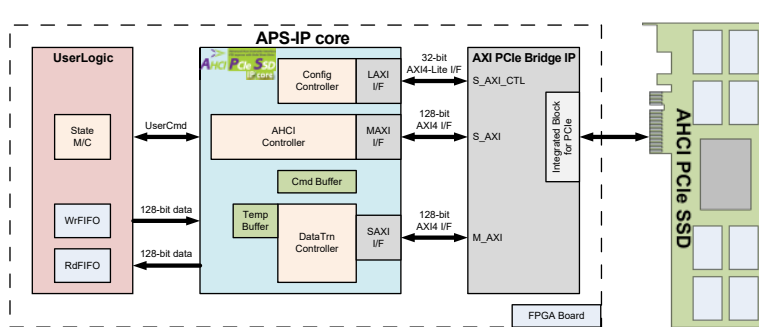 APS-IP core
UserLogic
AHCI PCIe SSD
IP core
AXI PCIe Bridge IP
32-bit
AXI4-Lite I/F
Config
Controller
LAXI
I/F
S_AXI_CTL
State
M/C
UserCmd
AHCI
Controller
MAXI
I/F
128-bit
AXI4 I/F
S_AXI
Integrated Block
for PCIe
AHCI PCIe SSD
Cmd Buffer
WrFIFO
128-bit data
Temp
Buffer
DataTrn
Controller
SAXI
I/F
128-bit
AXI4 I/F
M_AXI
RdFIFO
128-bit data
FPGA Board